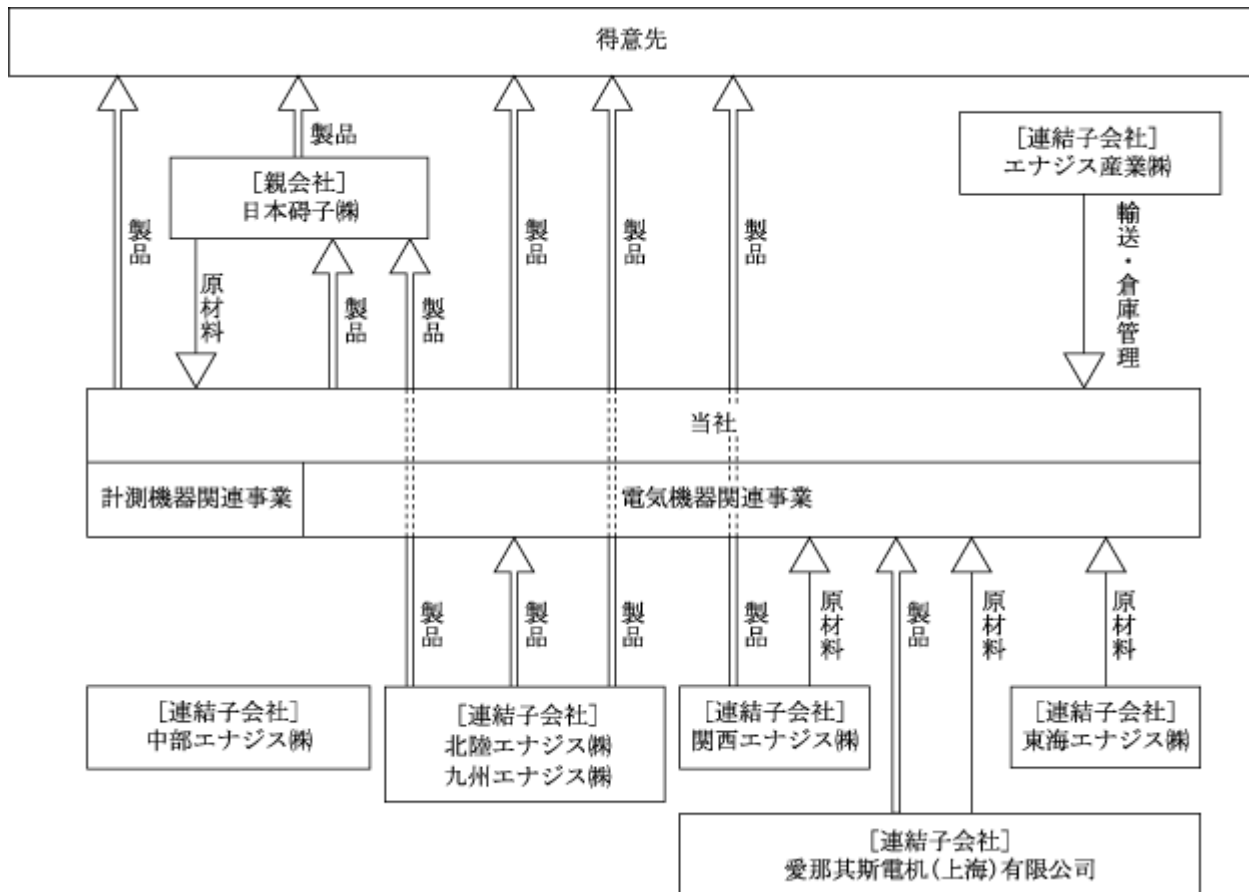 得意先
製品
[連結子会社]
エナジス産業㈱
[親会社]
日本碍子㈱
製品
製品
製品
製品
輸送・倉庫管理
原材料
製品
製品
当社
計測機器関連事業
電気機器関連事業
製品
製品
製品
製品
原材料
製品
原材料
原材料
[連結子会社]
中部エナジス㈱
[連結子会社]
北陸エナジス㈱
九州エナジス㈱
[連結子会社]
関西エナジス㈱
[連結子会社]
東海エナジス㈱
[連結子会社]
愛那其斯電机(上海)有限公司